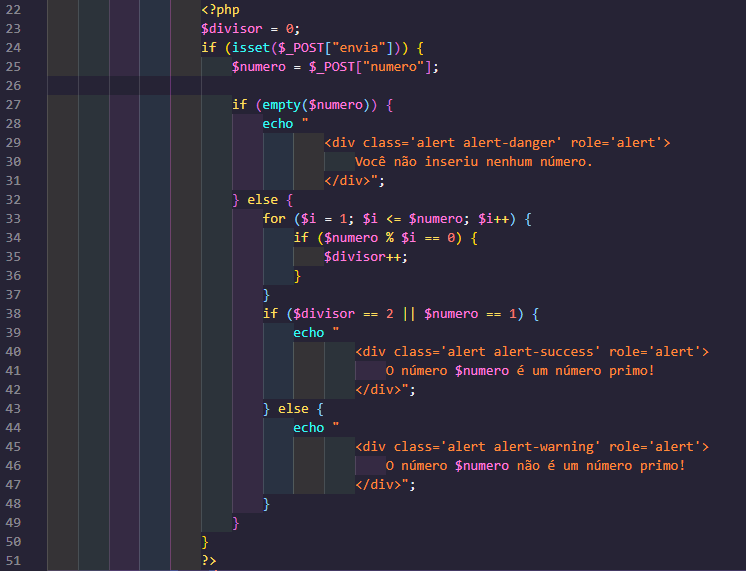 22 <?php
23 $divisor = 0;
24 if (isset($_POST["envia"])) {
25 $numero = $_POST["numero"];
26
27 if (empty($numero)) {
28 echo "
29 <div class='alert alert-danger' role='alert'>
30 Você não inseriu nenhum número.
31 </div>";
32 } else {
33 for ($i = 1; $i <= $numero; $i++) {
34 if ($numero % $i == 0) {
35 $divisor++;
36 }
37 }
38 if ($divisor == 2 || $numero == 1) {
39 echo "
40 <div class='alert alert-success' role='alert'>
41 O número $numero é um número primo!
42 </div>";
43 } else {
44 echo "
45 <div class='alert alert-warning' role='alert'>
46 O número $numero não é um número primo!
47 </div>";
48 }
49 }
50 }
51 ?>